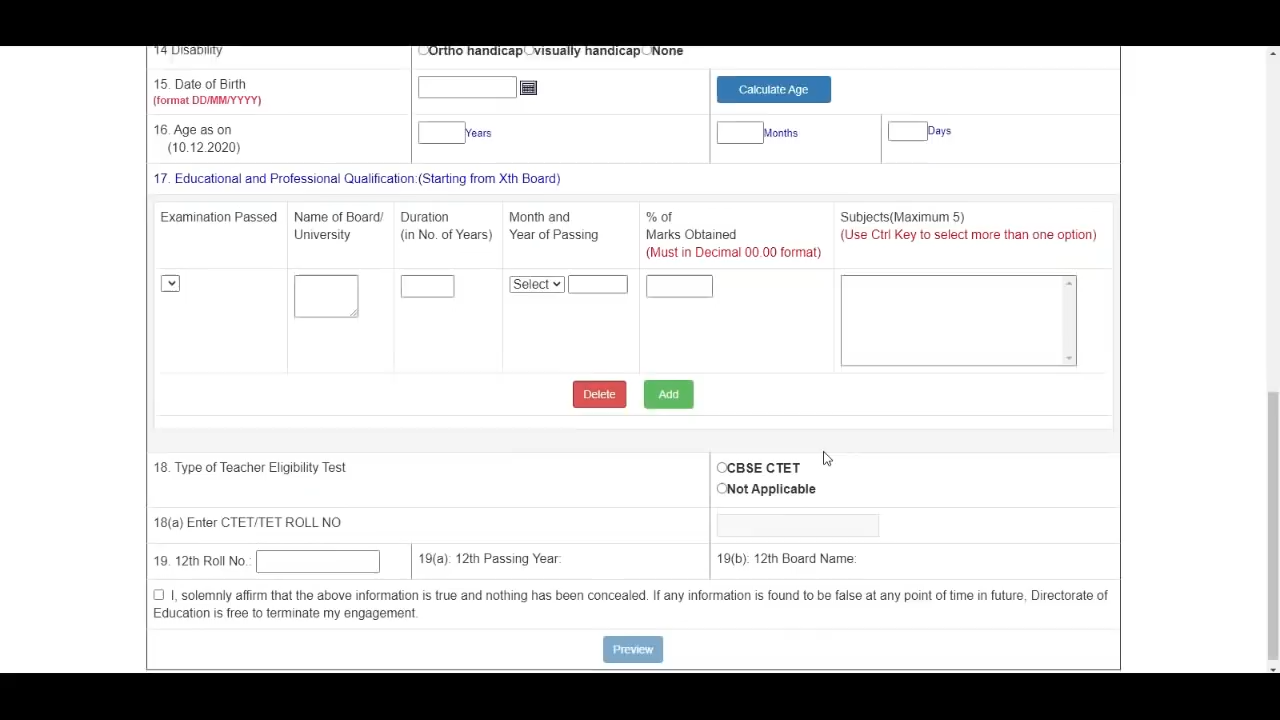 14 Disability
Ortho handicap visually handicap None
15. Date of Birth
(format DD/MM/YYYY)
Calculate Age
16. Age as on
(10.12.2020)
Years
Months
Days
17. Educational and Professional Qualification:(Starting from Xth Board)
Examination Passed
Name of Board/
University
Duration
(in No. of Years)
Month and
Year of Passing
% of
Marks Obtained
(Must in Decimal 00.00 format)
Subjects(Maximum 5)
(Use Ctrl Key to select more than one option)
Select
Delete
Add
18. Type of Teacher Eligibility Test
CBSE CTET
Not Applicable
18(a) Enter CTET/TET ROLL NO
19. 12th Roll No.:
19(a): 12th Passing Year:
19(b): 12th Board Name:
I, solemnly affirm that the above information is true and nothing has been concealed. If any information is found to be false at any point of time in future, Directorate of
Education is free to terminate my engagement.
Preview